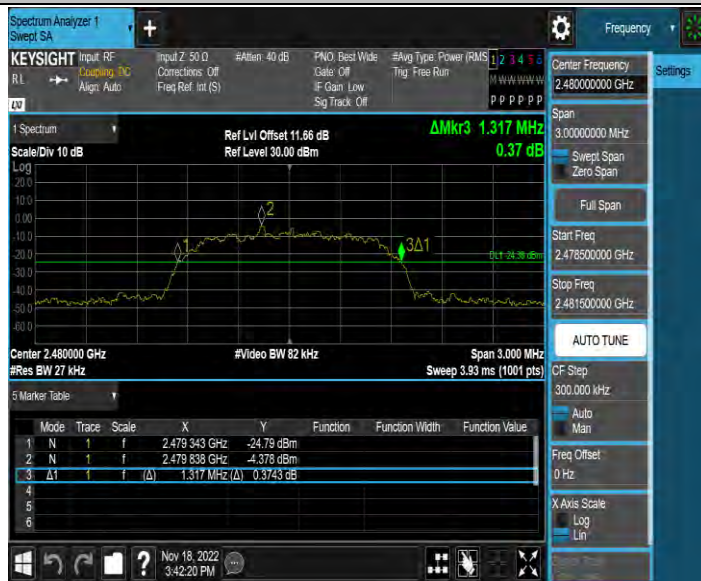 Spectrum Analyzer 1
Swept SA
Frequency
KEYSIGHT
RL
LXI
Input: RF
Coupling: DC
Align: Auto
Input Z: 50 Ω
Corrections: Off
Freq Ref: Int (S)
#Atten: 40 dB
PNO: Best Wide
Gate: Off
IF Gain: Low
Sig Track: Off
#Avg Type: Power (RMS
Trig: Free Run
1 2 3 4 5 6
M W W W W W
P P P P P P
Settings
1 Spectrum
Scale/Div 10 dB
Ref Lvl Offset 11.66 dB
Ref Level 30.00 dBm
ΔMkr3 1.317 MHz
0.37 dB
Log
20.0
10.0
0.00
-10.0
-20.0
-30.0
-40.0
-50.0
-60.0
1
2
3Δ1
DL1 -24.38 dBm
Center 2.480000 GHz
#Res BW 27 kHz
#Video BW 82 kHz
Span 3.000 MHz
Sweep 3.93 ms (1001 pts)
5 Marker Table
Mode Trace Scale X Y Function Function Width Function Value
1 N 1 f 2.479 343 GHz -24.79 dBm
2 N 1 f 2.479 838 GHz -4.378 dBm
3 Δ1 1 f (Δ) 1.317 MHz (Δ) 0.3743 dB
4
5
6
Center Frequency
2.480000000 GHz
Span
3.00000000 MHz
Swept Span
Zero Span
Full Span
Start Freq
2.478500000 GHz
Stop Freq
2.481500000 GHz
AUTO TUNE
CF Step
300.000 kHz
Auto
Man
Freq Offset
0 Hz
X Axis Scale
Log
Lin
Nov 18, 2022
3:42:20 PM